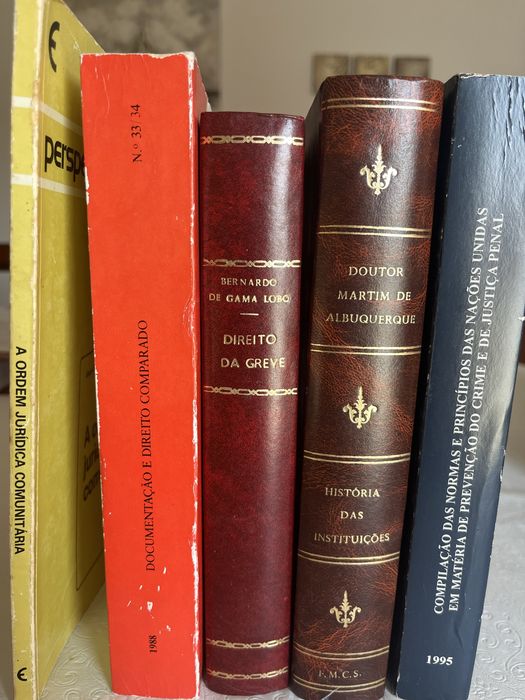 persp
A ORDEM JURÍDICA COMUNITÁRIA
N.º 33 34
DOCUMENTAÇÃO E DIREITO COMPARADO
1988
BERNARDO
DE GAMA LOBO
DIREITO
DA GREVE
DOUTOR
MARTIM DE
ALBUQUERQUE
HISTÓRIA
DAS
INSTITUIÇÕES
F. M. C. S.
COMPILAÇÃO DAS NORMAS E PRINCÍPIOS DAS NAÇÕES UNIDAS
EM MATÉRIA DE PREVENÇÃO DO CRIME E DE JUSTIÇA PENAL
1995